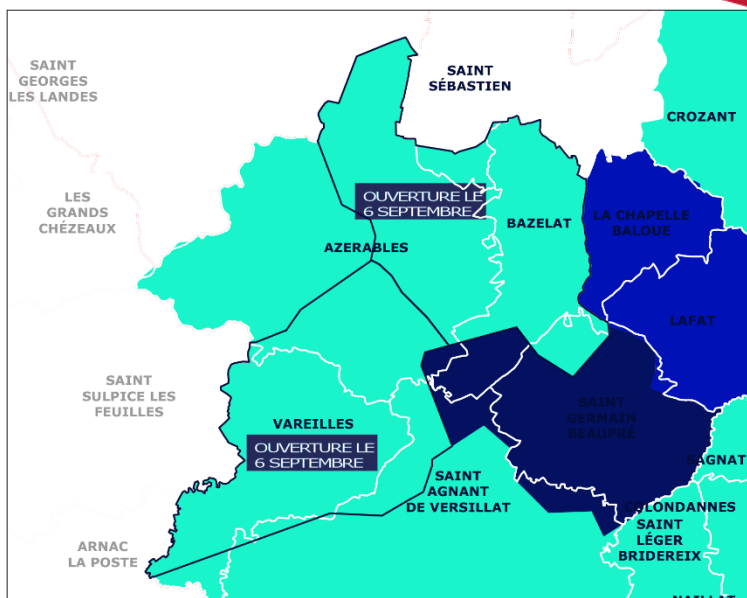 SAINT
GEORGES
LES LANDES
SAINT
SÉBASTIEN
CROZANT
LES
GRANDS
CHÉZEAUX
OUVERTURE LE
6 SEPTEMBRE
BAZELAT
LA CHAPELLE
BALOUE
AZERABLES
LAFAT
SAINT
SULPICE LES
FEUILLES
VAREILLES
OUVERTURE LE
6 SEPTEMBRE
SAINT
GERMAIN
BEAUPRÉ
SAGNAT
SAINT
AGNANT
DE VERSILLAT
COLONDANNES
SAINT
LÉGER
BRIDEREIX
ARNAC
LA POSTE
NAILLAT